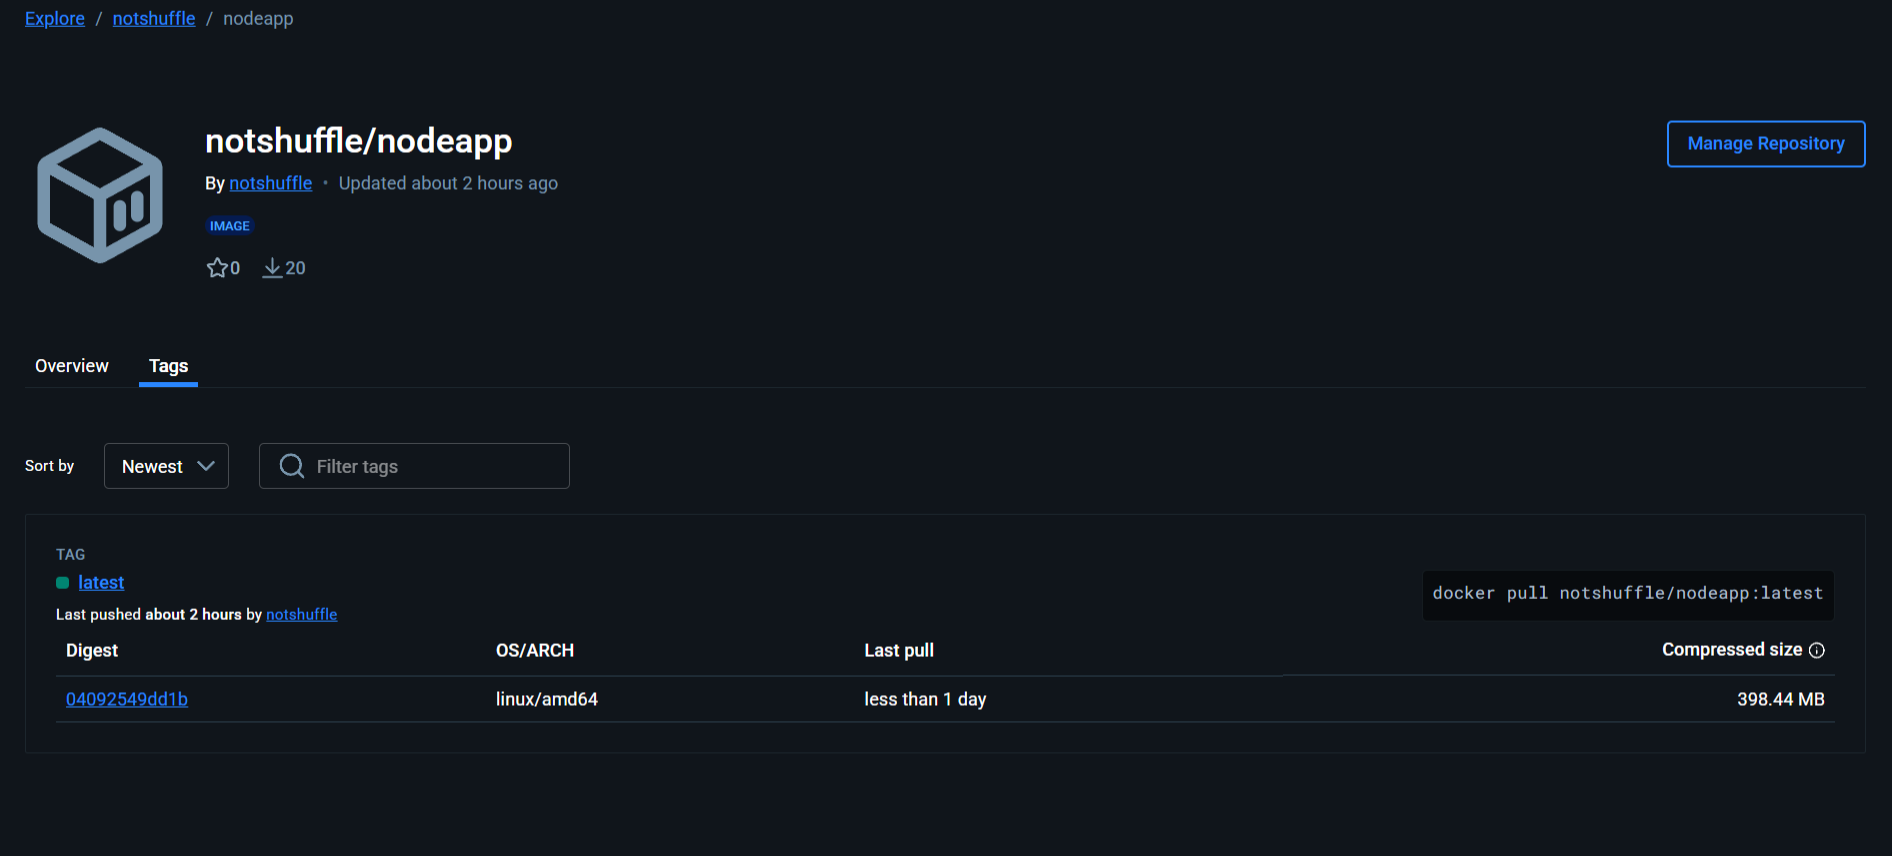 Explore / notshuffle / nodeapp
notshuffle/nodeapp
Manage Repository
By notshuffle • Updated about 2 hours ago
IMAGE
0 20
Overview Tags
Sort by Newest Filter tags
TAG
latest
docker pull notshuffle/nodeapp:latest
Last pushed about 2 hours by notshuffle
Digest OS/ARCH Last pull Compressed size
04092549dd1b linux/amd64 less than 1 day 398.44 MB